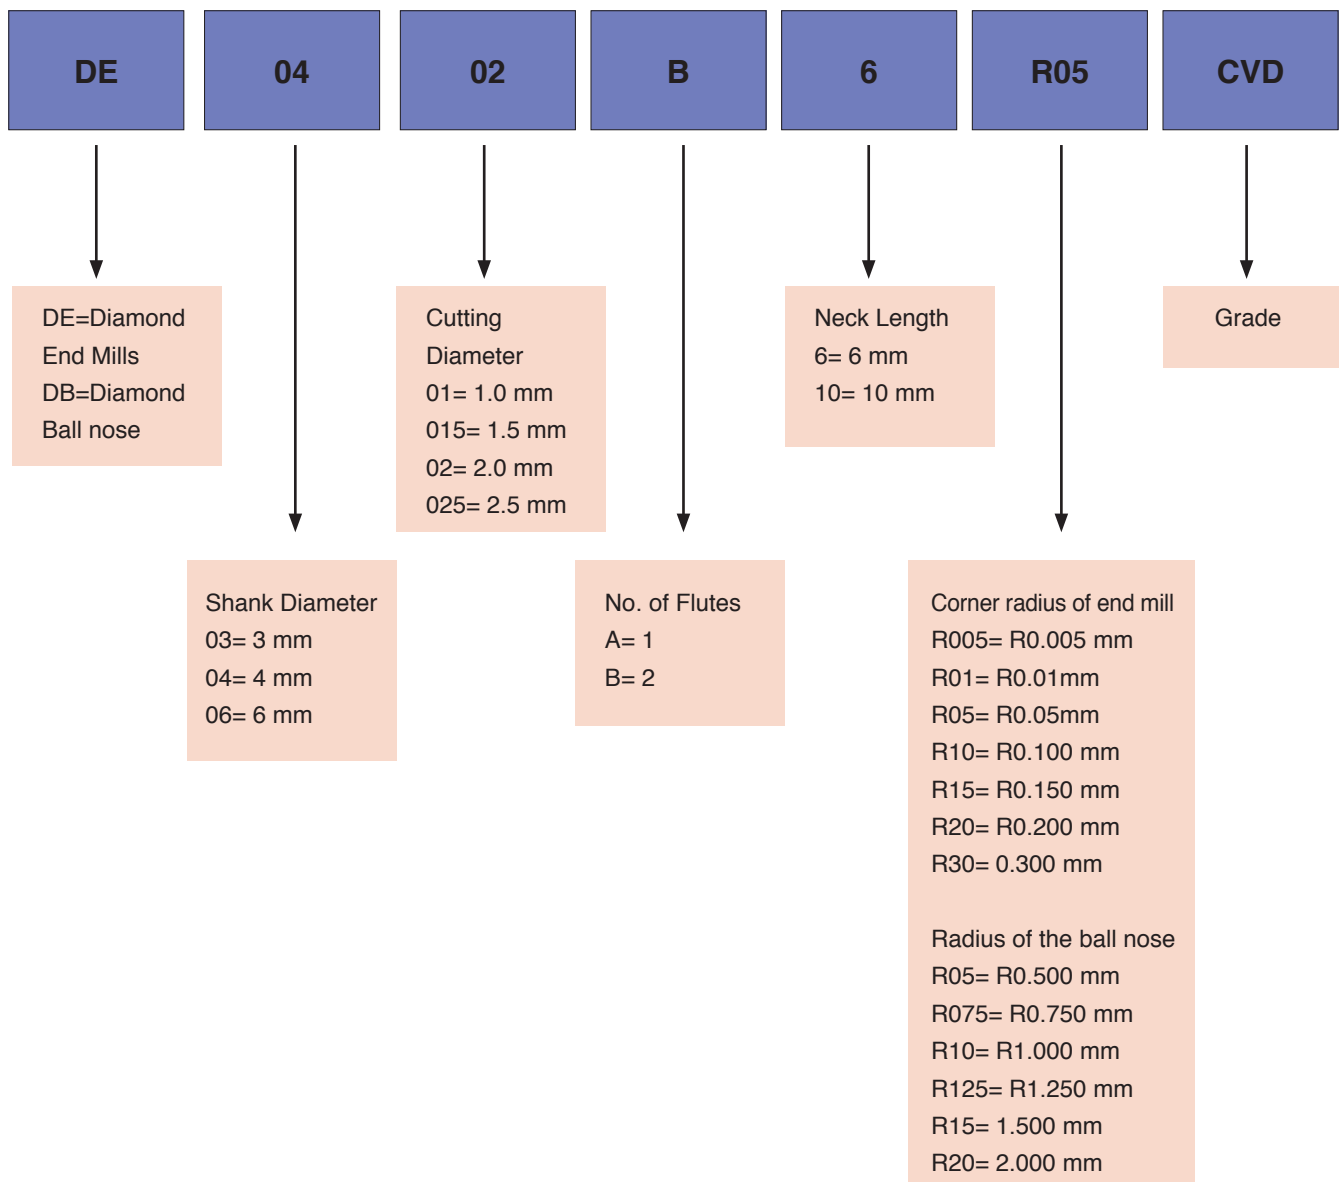 DE
04
02
B
6
R05
CVD
DE=Diamond
End Mills
DB=Diamond
Ball nose
Cutting
Diameter
01= 1.0 mm
015= 1.5 mm
02= 2.0 mm
025= 2.5 mm
Neck Length
6= 6 mm
10= 10 mm
Grade
Shank Diameter
03= 3 mm
04= 4 mm
06= 6 mm
No. of Flutes
A= 1
B= 2
Corner radius of end mill
R005= R0.005 mm
R01= R0.01mm
R05= R0.05mm
R10= R0.100 mm
R15= R0.150 mm
R20= R0.200 mm
R30= 0.300 mm
Radius of the ball nose
R05= R0.500 mm
R075= R0.750 mm
R10= R1.000 mm
R125= R1.250 mm
R15= 1.500 mm
R20= 2.000 mm